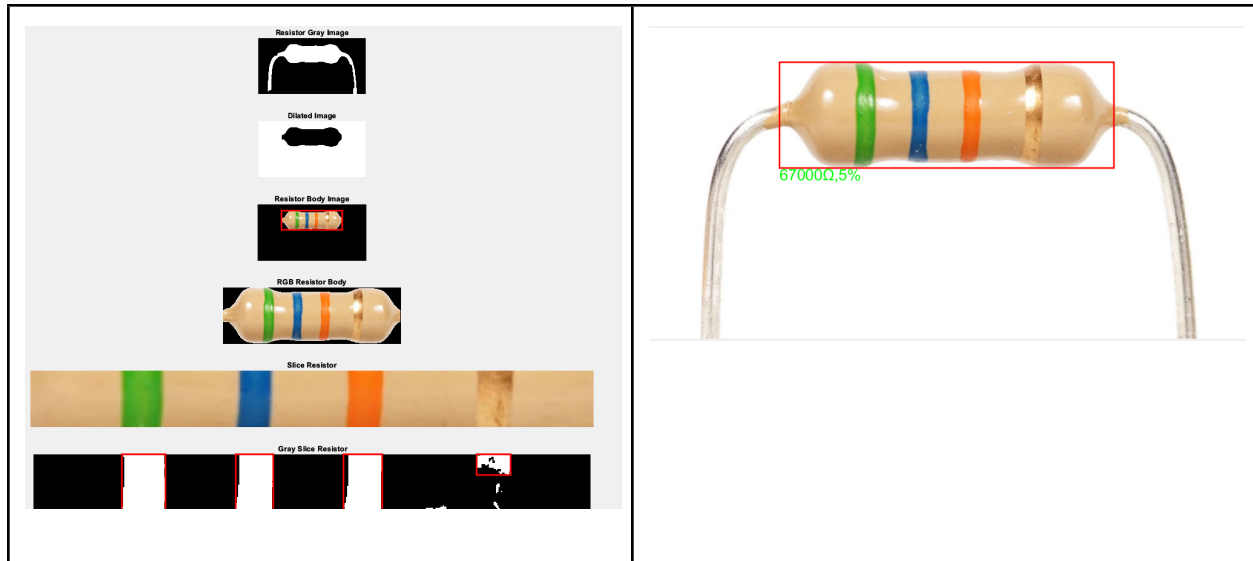 Resistor Gray Image
Dilated Image
Resistor Body Image
RGB Resistor Body
Slice Resistor
Gray Slice Resistor
67000Ω,5%